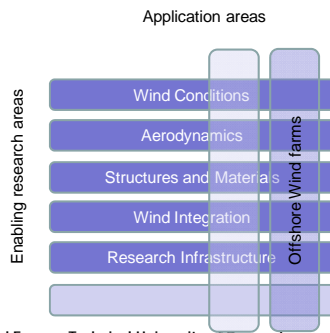 Application areas
Enabling research areas
Wind Conditions
Aerodynamics
Structures and Materials
Wind Integration
Research Infrastructure
Offshore Wind farms